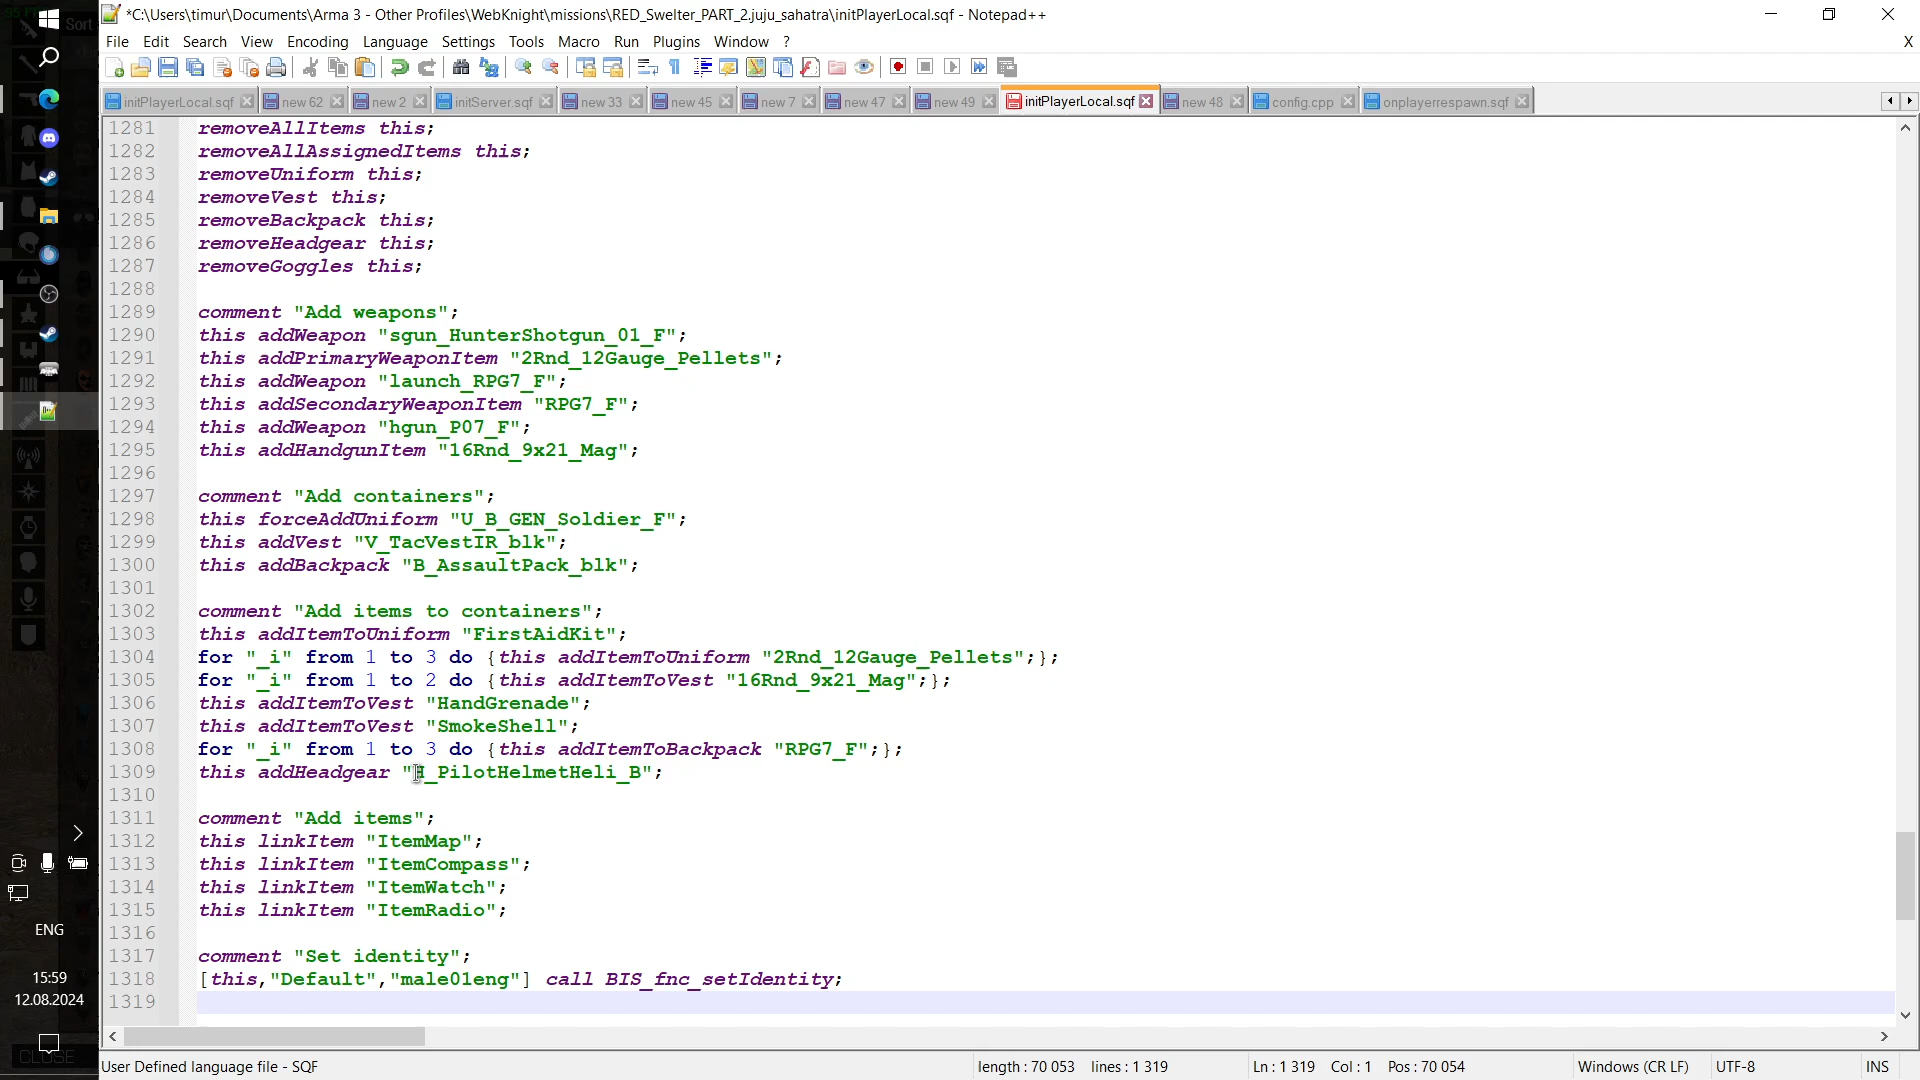 *C:\Users\timur\Documents\Arma 3 - Other Profiles\WebKnight\missions\RED_Swelter_PART_2.juju_sahatra\initPlayerLocal.sqf - Notepad++
File Edit Search View Encoding Language Settings Tools Macro Run Plugins Window ? X
initPlayerLocal.sqf new 62 new 2 initServer.sqf new 33 new 45 new 7 new 47 new 49 initPlayerLocal.sqf new 48 config.cpp onplayerrespawn.sqf
1281 removeAllItems this;
1282 removeAllAssignedItems this;
1283 removeUniform this;
1284 removeVest this;
1285 removeBackpack this;
1286 removeHeadgear this;
1287 removeGoggles this;
1288
1289 comment "Add weapons";
1290 this addWeapon "sgun_HunterShotgun_01_F";
1291 this addPrimaryWeaponItem "2Rnd_12Gauge_Pellets";
1292 this addWeapon "launch_RPG7_F";
1293 this addSecondaryWeaponItem "RPG7_F";
1294 this addWeapon "hgun_P07_F";
1295 this addHandgunItem "16Rnd_9x21_Mag";
1296
1297 comment "Add containers";
1298 this forceAddUniform "U_B_GEN_Soldier_F";
1299 this addVest "V_TacVestIR_blk";
1300 this addBackpack "B_AssaultPack_blk";
1301
1302 comment "Add items to containers";
1303 this addItemToUniform "FirstAidKit";
1304 for "_i" from 1 to 3 do {this addItemToUniform "2Rnd_12Gauge_Pellets";};
1305 for "_i" from 1 to 2 do {this addItemToVest "16Rnd_9x21_Mag";};
1306 this addItemToVest "HandGrenade";
1307 this addItemToVest "SmokeShell";
1308 for "_i" from 1 to 3 do {this addItemToBackpack "RPG7_F";};
1309 this addHeadgear "H_PilotHelmetHeli_B";
1310
1311 comment "Add items";
1312 this linkItem "ItemMap";
1313 this linkItem "ItemCompass";
1314 this linkItem "ItemWatch";
1315 this linkItem "ItemRadio";
1316
1317 comment "Set identity";
1318 [this,"Default","male01eng"] call BIS_fnc_setIdentity;
1319
ENG
15:59
12.08.2024
CLOSE
User Defined language file - SQF length : 70 053 lines : 1 319 Ln : 1 319 Col : 1 Pos : 70 054 Windows (CR LF) UTF-8 INS